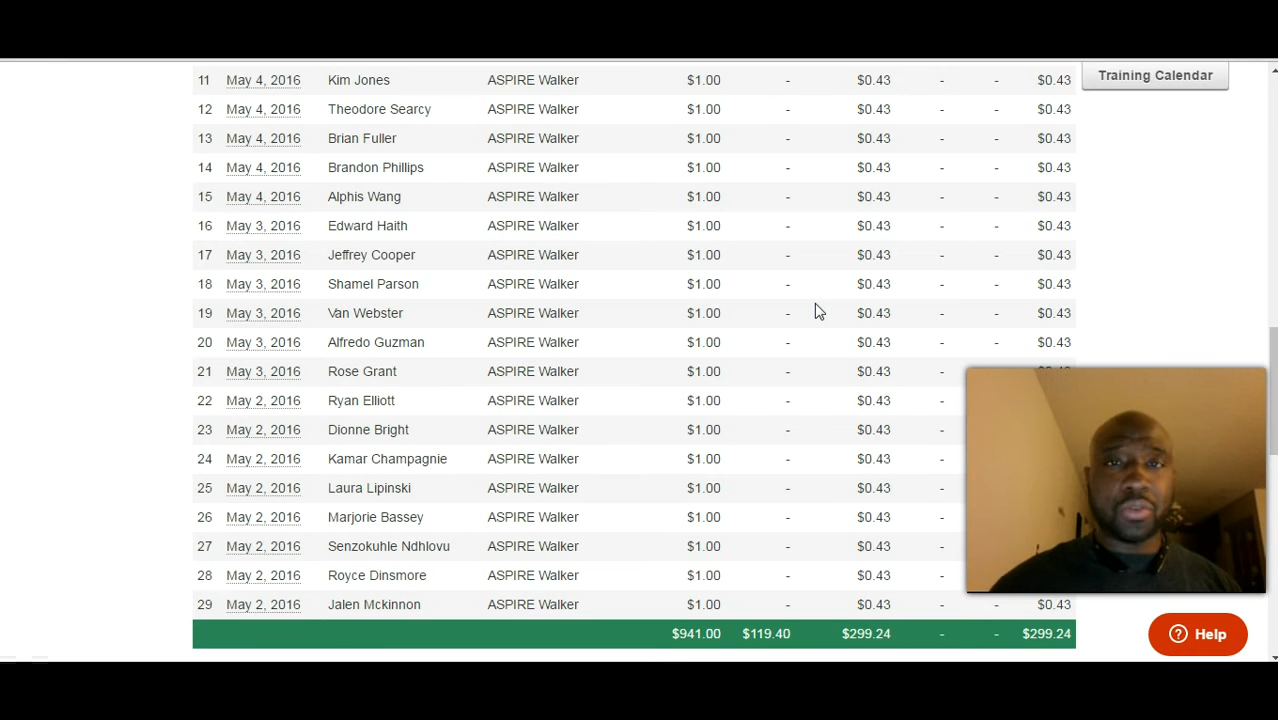 11 May 4, 2016 Kim Jones ASPIRE Walker $1.00 - $0.43 - - $0.43
Training Calendar
12 May 4, 2016 Theodore Searcy ASPIRE Walker $1.00 - $0.43 - - $0.43
13 May 4, 2016 Brian Fuller ASPIRE Walker $1.00 - $0.43 - - $0.43
14 May 4, 2016 Brandon Phillips ASPIRE Walker $1.00 - $0.43 - - $0.43
15 May 4, 2016 Alphis Wang ASPIRE Walker $1.00 - $0.43 - - $0.43
16 May 3, 2016 Edward Haith ASPIRE Walker $1.00 - $0.43 - - $0.43
17 May 3, 2016 Jeffrey Cooper ASPIRE Walker $1.00 - $0.43 - - $0.43
18 May 3, 2016 Shamel Parson ASPIRE Walker $1.00 - $0.43 - - $0.43
19 May 3, 2016 Van Webster ASPIRE Walker $1.00 - $0.43 - - $0.43
20 May 3, 2016 Alfredo Guzman ASPIRE Walker $1.00 - $0.43 - - $0.43
21 May 3, 2016 Rose Grant ASPIRE Walker $1.00 - $0.43 - -
22 May 2, 2016 Ryan Elliott ASPIRE Walker $1.00 - $0.43 -
23 May 2, 2016 Dionne Bright ASPIRE Walker $1.00 - $0.43 -
24 May 2, 2016 Kamar Champagnie ASPIRE Walker $1.00 - $0.43 -
25 May 2, 2016 Laura Lipinski ASPIRE Walker $1.00 - $0.43 -
26 May 2, 2016 Marjorie Bassey ASPIRE Walker $1.00 - $0.43 -
27 May 2, 2016 Senzokuhle Ndhlovu ASPIRE Walker $1.00 - $0.43 -
28 May 2, 2016 Royce Dinsmore ASPIRE Walker $1.00 - $0.43 -
29 May 2, 2016 Jalen Mckinnon ASPIRE Walker $1.00 - $0.43 - - $0.43
$941.00 $119.40 $299.24 - - $299.24
Help